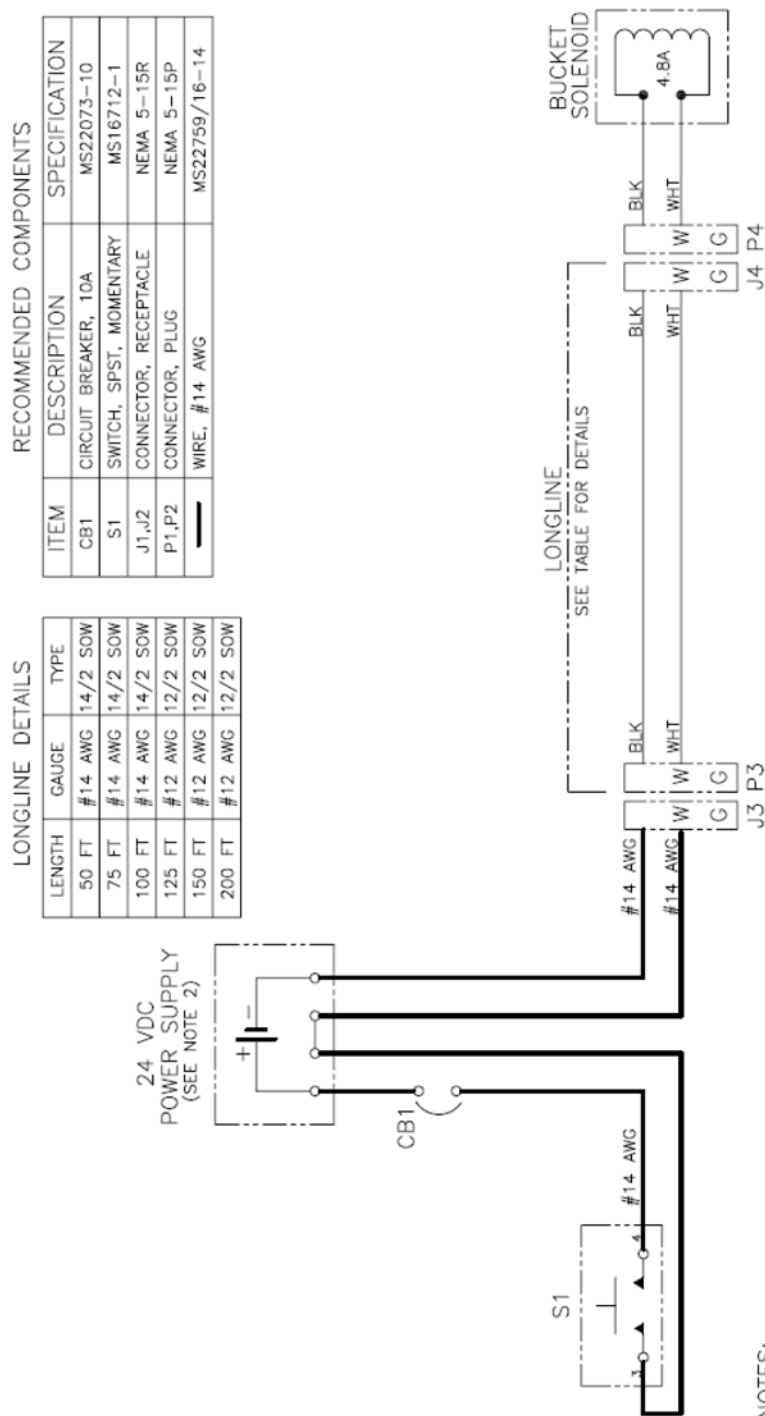 LONGLINE DETAILS
LENGTH GAUGE TYPE
50 FT #14 AWG 14/2 SOW
75 FT #14 AWG 14/2 SOW
100 FT #14 AWG 14/2 SOW
125 FT #12 AWG 12/2 SOW
150 FT #12 AWG 12/2 SOW
200 FT #12 AWG 12/2 SOW
RECOMMENDED COMPONENTS
ITEM DESCRIPTION SPECIFICATION
CB1 CIRCUIT BREAKER, 10A MS22073-10
S1 SWITCH, SPST, MOMENTARY MS16712-1
J1,J2 CONNECTOR, RECEPTACLE NEMA 5-15R
P1,P2 CONNECTOR, PLUG NEMA 5-15P
WIRE, #14 AWG MS22759/16-14
24 VDC
POWER SUPPLY
(SEE NOTE 2)
+ -
CB1
S1
3 4
#14 AWG
#14 AWG
#14 AWG
W W
G G
J3 P3
BLK
WHT
LONGLINE
SEE TABLE FOR DETAILS
BLK
WHT
W W
G G
J4 P4
BLK
WHT
BUCKET
SOLENOID
4.8A
NOTES: